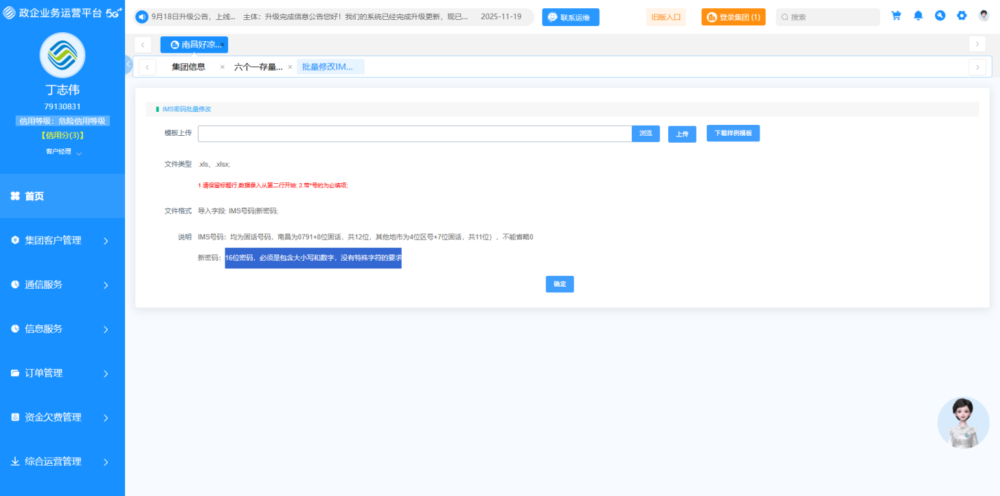 政企业务运营平台 5G+
9月18日升级公告，上线... 主体：升级完成信息公告您好！我们的系统已经完成升级更新，现已... 2025-11-19
联系运维
旧版入口
登录集团 (1)
搜索
丁志伟
79130831
信用等级：危险信用等级
【信用分(3)】
客户经理
首页
集团客户管理
通信服务
信息服务
订单管理
资金欠费管理
综合运营管理
南昌好凉...×
集团信息 × 六个一存量... × 批量修改IM...
IMS密码批量修改
模板上传 浏览 上传 下载样例模板
文件类型 .xls、.xlsx;
1.请保留标题行,数据录入从第二行开始; 2.带*号的为必填项;
文件格式 导入字段: IMS号码|新密码;
说明 IMS号码：均为固话号码，南昌为0791+8位固话，共12位，其他地市为4位区号+7位固话，共11位）、不能省略0
新密码：16位密码，必须是包含大小写和数字，没有特殊字符的要求
确定